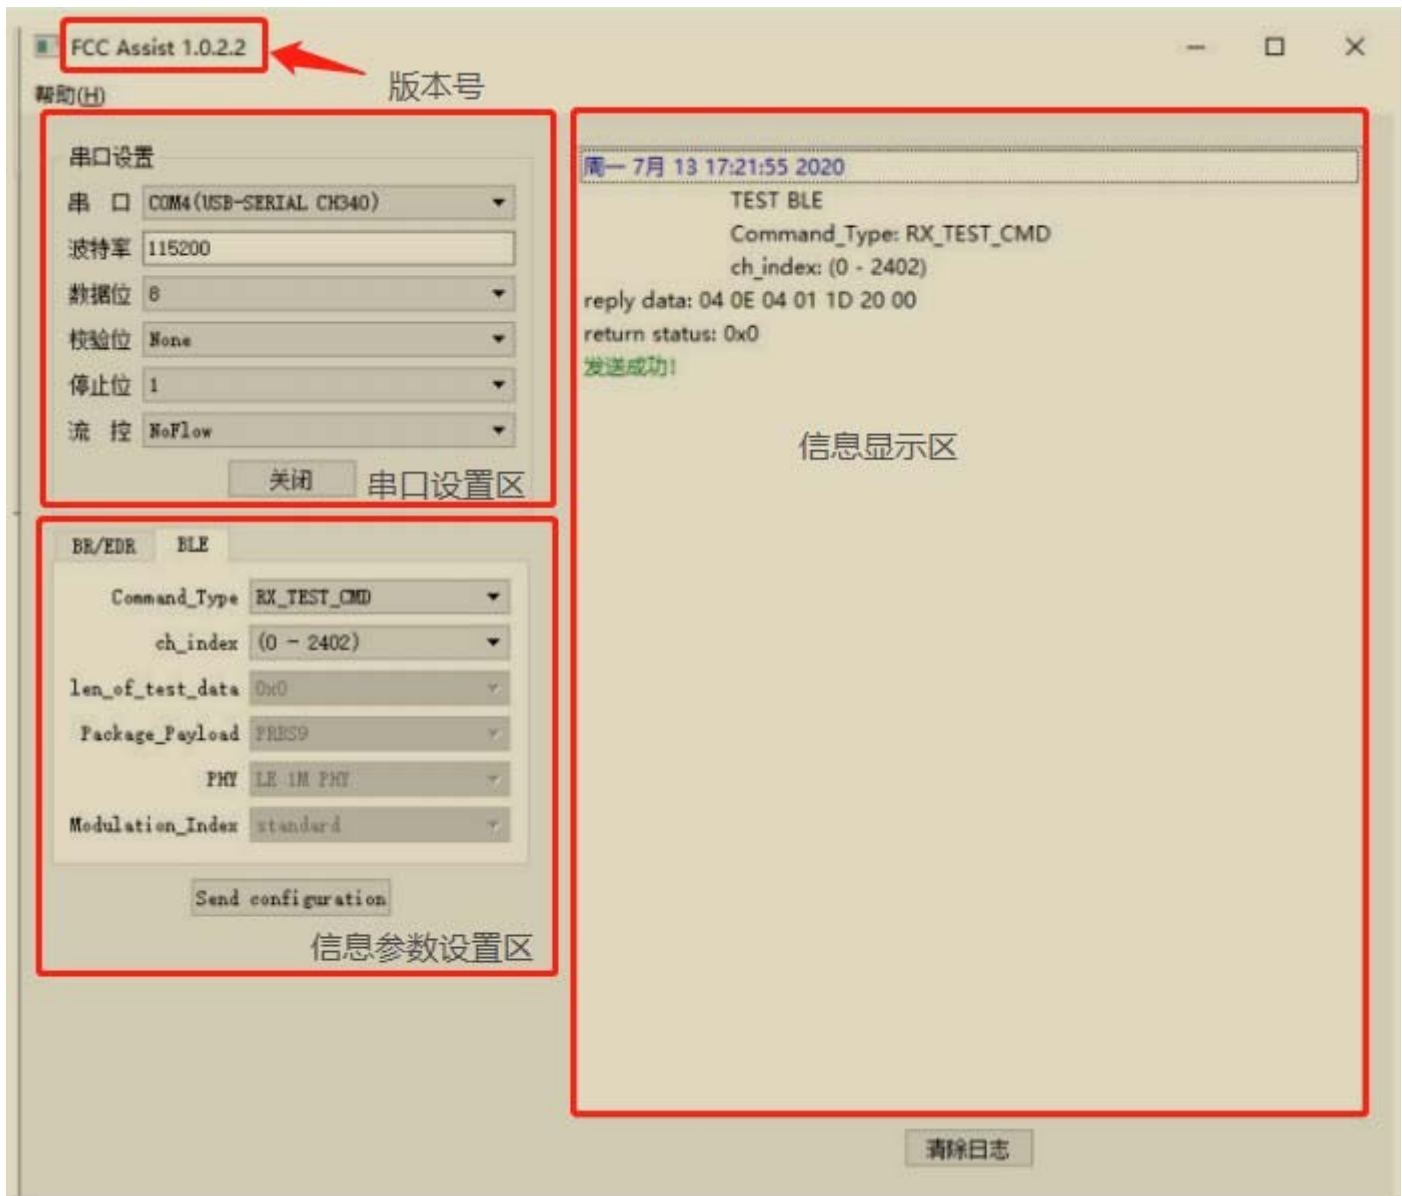 FCC Assist 1.0.2.2
版本号
帮助(H)
串口设置
串 口 COM4(USB-SERIAL CH340)
波特率 115200
数据位 8
校验位 None
停止位 1
流 控 NoFlow
关闭
串口设置区
BR/EDR BLE
Command_Type RX_TEST_CMD
ch_index (0 - 2402)
len_of_test_data 0x0
Package_Payload PRBS9
PHY LE 1M PHY
Modulation_Index standard
Send configuration
信息参数设置区
周一 7月 13 17:21:55 2020
TEST BLE
Command_Type: RX_TEST_CMD
ch_index: (0 - 2402)
reply data: 04 0E 04 01 1D 20 00
return status: 0x0
发送成功!
信息显示区
清除日志